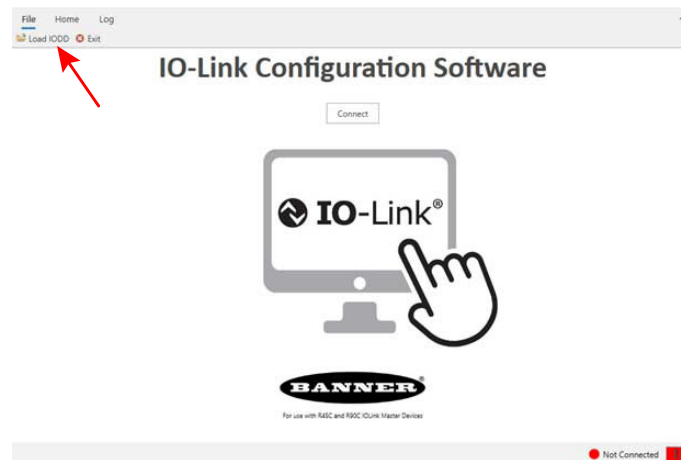 File Home Log
Load IODD Exit
IO-Link Configuration Software
Connect
IO-Link®
BANNER®
For use with R45C and R90C IOLink Master Devices
Not Connected